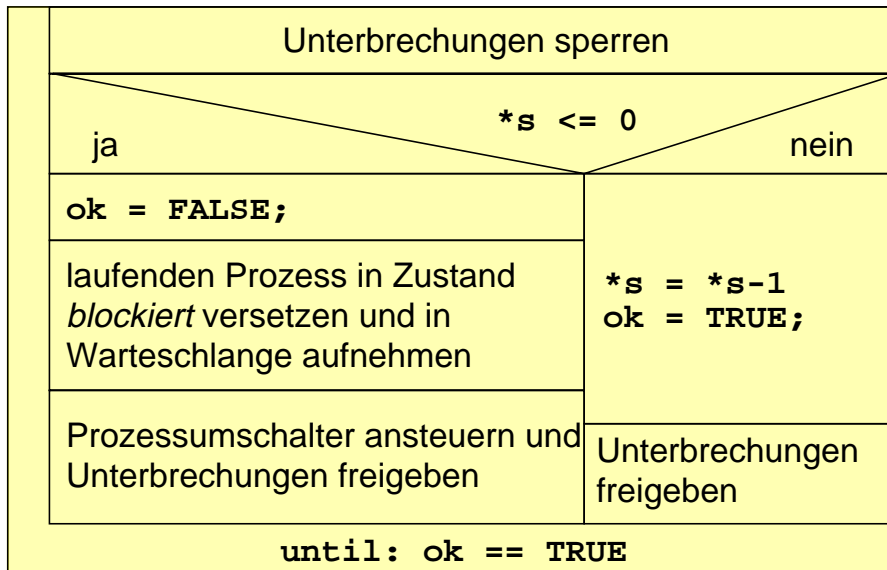 Unterbrechungen sperren
*s <= 0
ja
nein
ok = FALSE;
laufenden Prozess in Zustand
blockiert versetzen und in
Warteschlange aufnehmen
Prozessumschalter ansteuern und
Unterbrechungen freigeben
*s = *s-1
ok = TRUE;
Unterbrechungen
freigeben
until: ok == TRUE